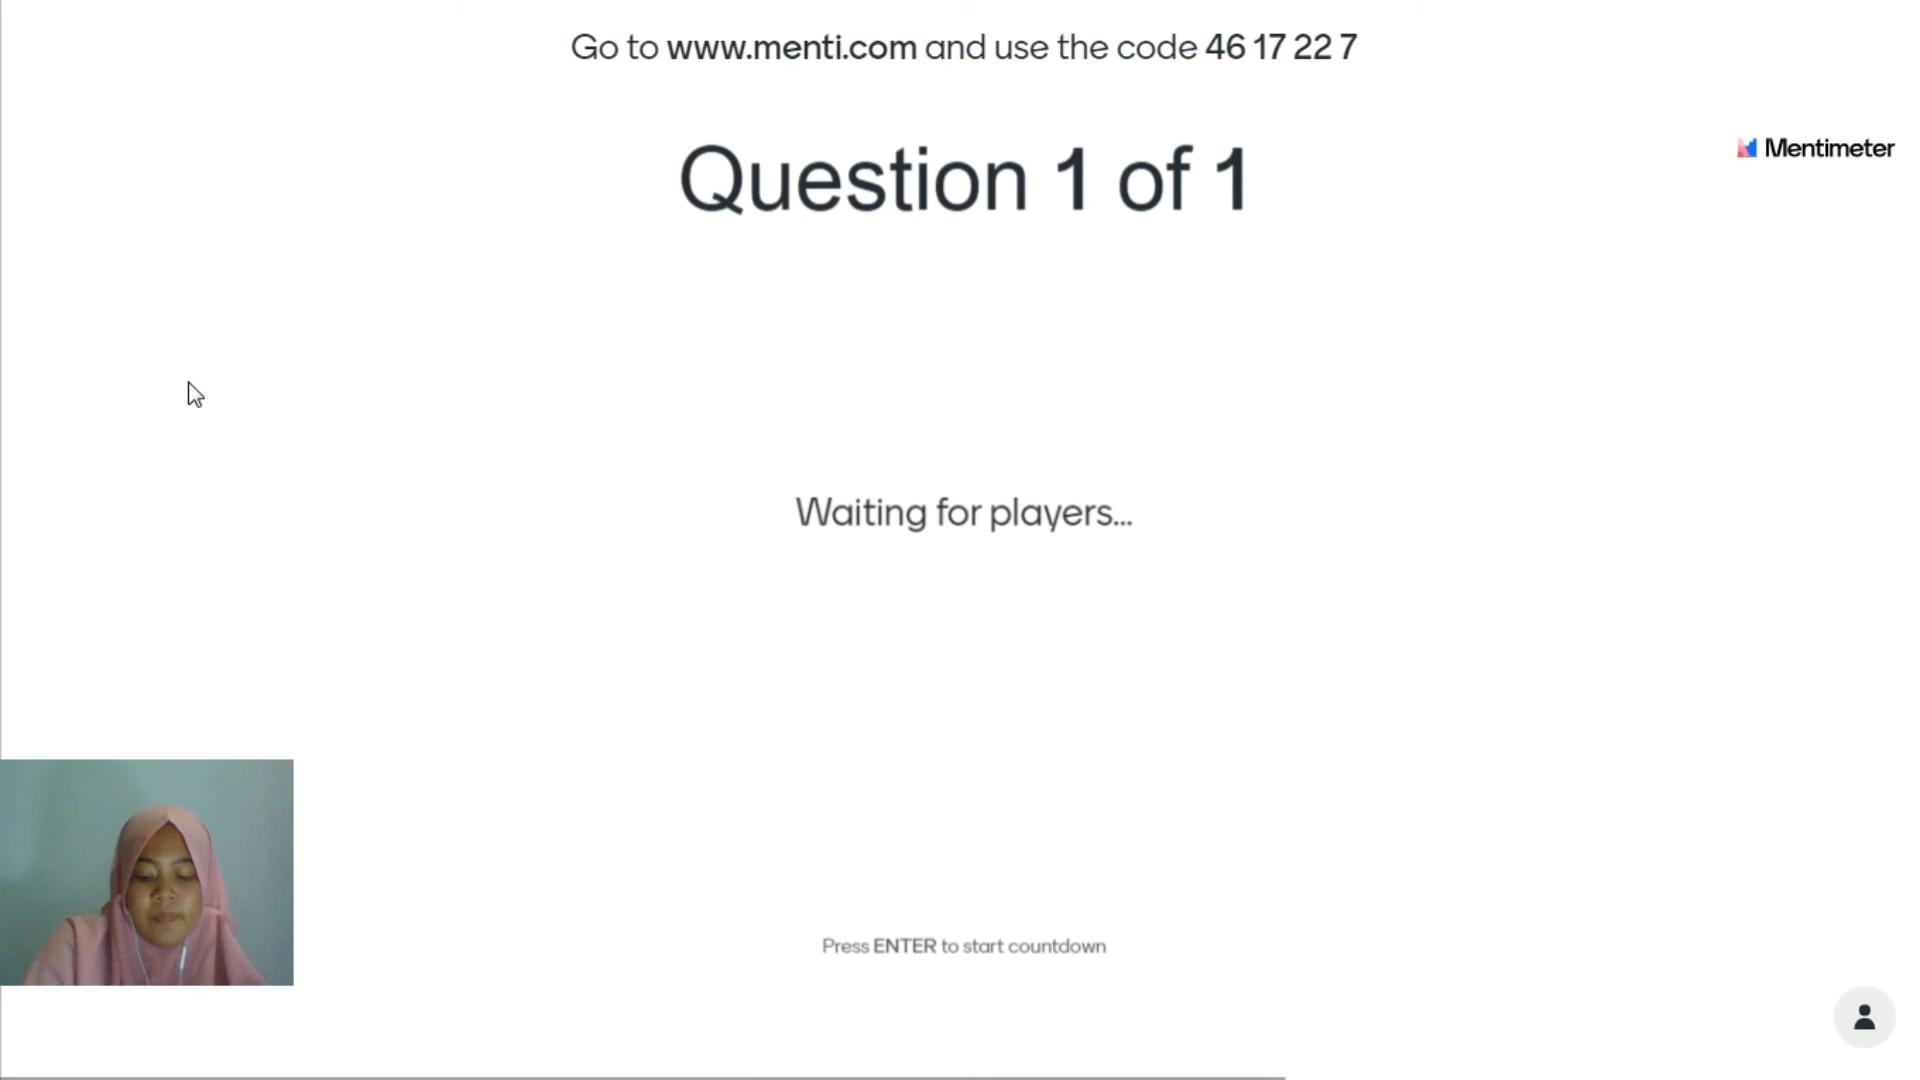 Go to www.menti.com and use the code 46 17 22 7
Question 1 of 1
Mentimeter
Waiting for players...
Press ENTER to start countdown